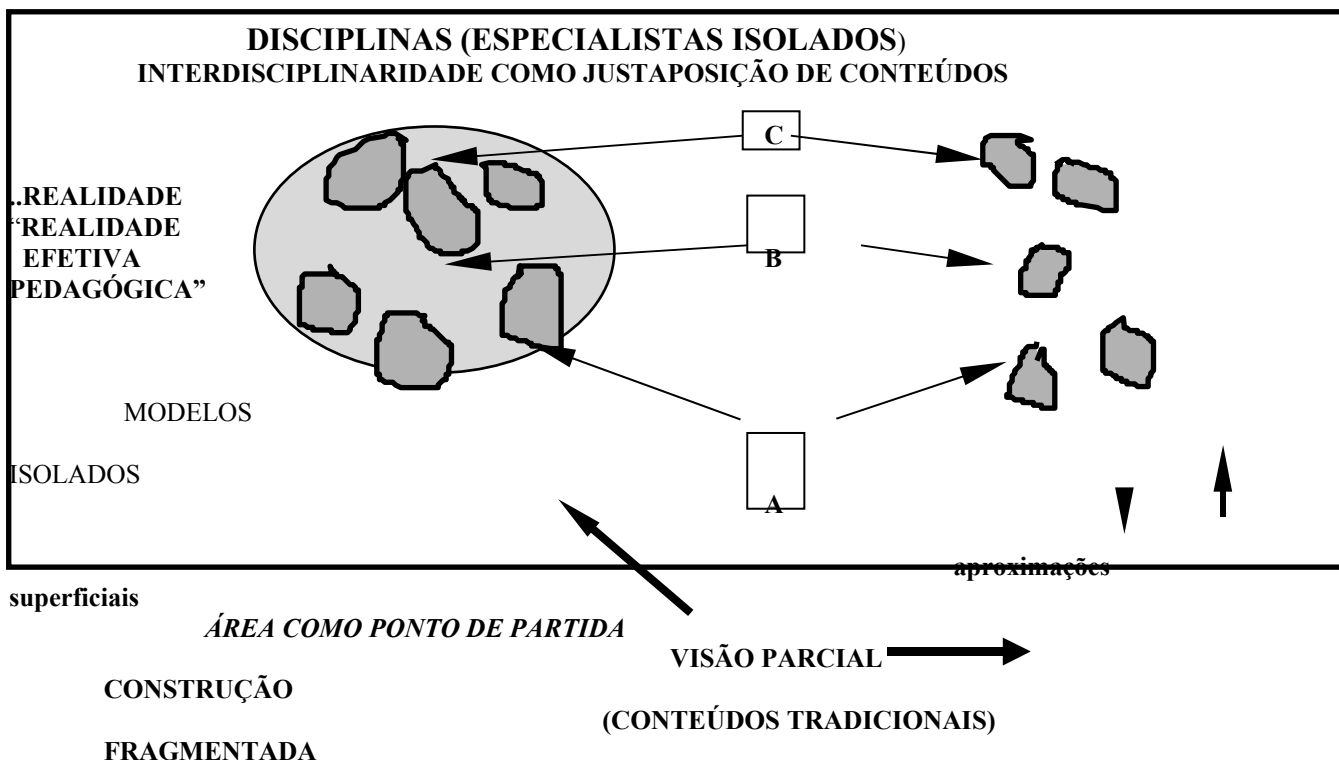 DISCIPLINAS (ESPECIALISTAS ISOLADOS)
INTERDISCIPLINARIDADE COMO JUSTAPOSIÇÃO DE CONTEÚDOS
C
..REALIDADE
“REALIDADE
EFETIVA
B
PEDAGÓGICA”
MODELOS
ISOLADOS
A
aproximações
superficiais
ÁREA COMO PONTO DE PARTIDA
VISÃO PARCIAL
CONSTRUÇÃO
(CONTEÚDOS TRADICIONAIS)
FRAGMENTADA